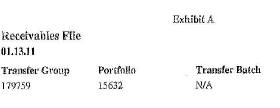 Exhibit A
Receivables File
01.13.11
Transfer Group Portfolio Transfer Batch
179759 15632 N/A